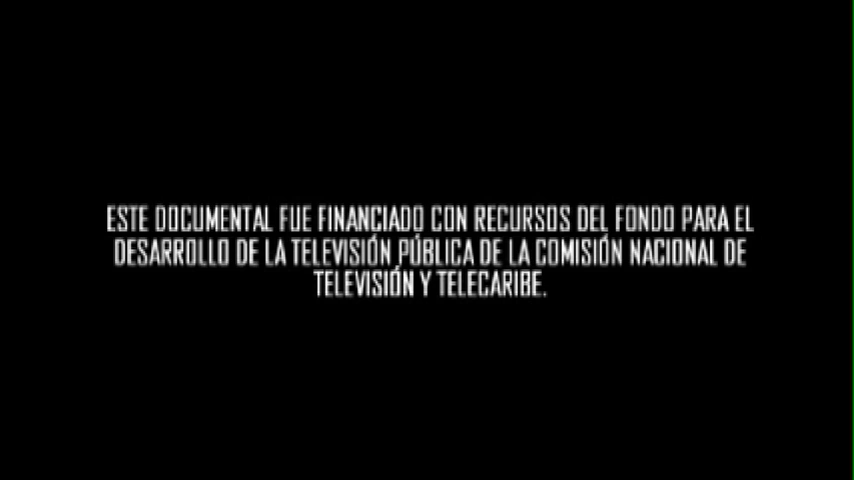 ESTE DOCUMENTAL FUE FINANCIADO CON RECURSOS DEL FONDO PARA EL
DESARROLLO DE LA TELEVISIÓN PÚBLICA DE LA COMISIÓN NACIONAL DE
TELEVISIÓN Y TELECARIBE.